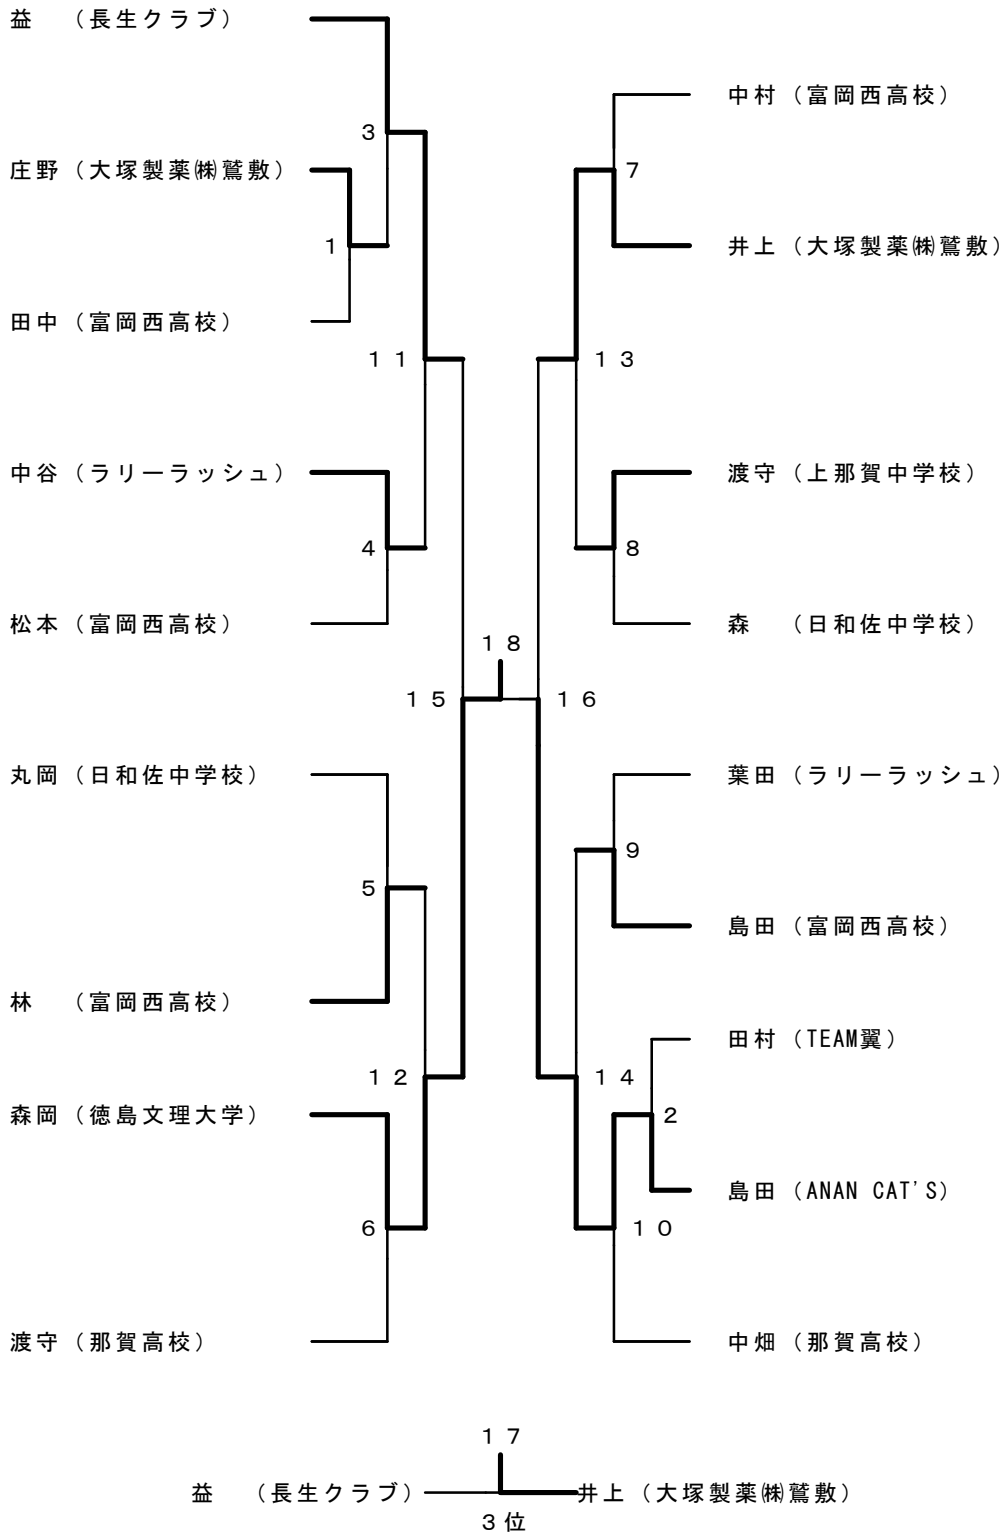 益　（長生クラブ）
3
庄野（大塚製薬㈱鷲敷）
1
田中（富岡西高校）
11
中谷（ラリーラッシュ）
4
松本（富岡西高校）
15
丸岡（日和佐中学校）
5
林　（富岡西高校）
12
森岡（徳島文理大学）
6
渡守（那賀高校）
18
中村（富岡西高校）
7
井上（大塚製薬㈱鷲敷）
13
渡守（上那賀中学校）
8
森　（日和佐中学校）
16
葉田（ラリーラッシュ）
9
島田（富岡西高校）
田村（TEAM翼）
14
2
島田（ANAN CAT'S）
10
中畑（那賀高校）
17
益　（長生クラブ）　井上（大塚製薬㈱鷲敷）
3位